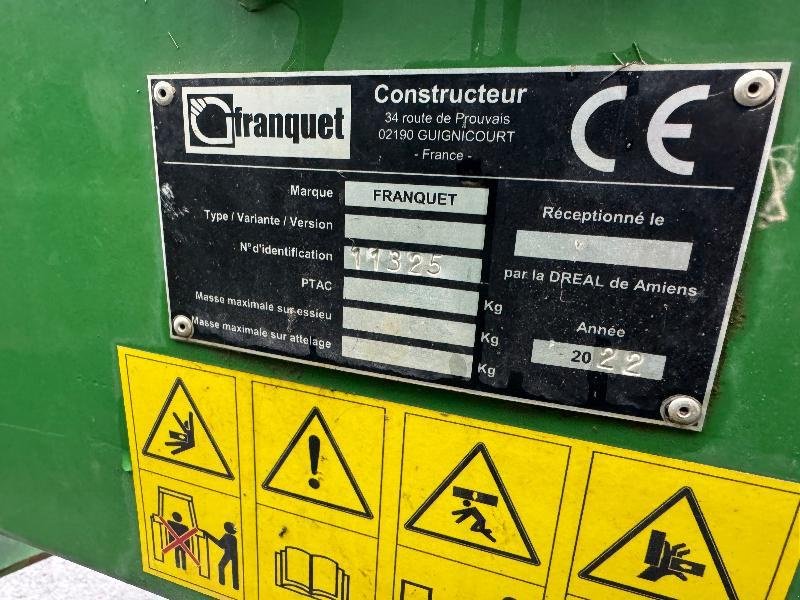 franquet
Constructeur
34 route de Prouvais
02190 GUIGNICOURT
- France -
CE
Marque FRANQUET
Type / Variante / Version
N° d'identification 11325
PTAC Kg
Masse maximale sur essieu Kg
Masse maximale sur attelage Kg
Réceptionné le
par la DREAL de Amiens
Année
2022